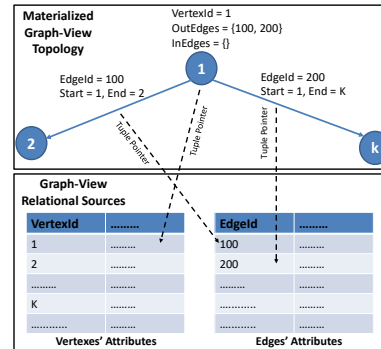 Materialized
Graph-View
Topology
VertexId = 1
OutEdges = {100, 200}
InEdges = {}
1
EdgeId = 100
Start = 1, End = 2
EdgeId = 200
Start = 1, End = K
2
k
Tuple Pointer
Tuple Pointer
Tuple Pointer
Graph-View
Relational Sources
VertexId ………
1 ………
2 ………
……… ………
K ………
………… ………
Vertexes' Attributes
EdgeId ………
100 ………
200 ………
……… ………
………… ………
………… ………
Edges' Attributes